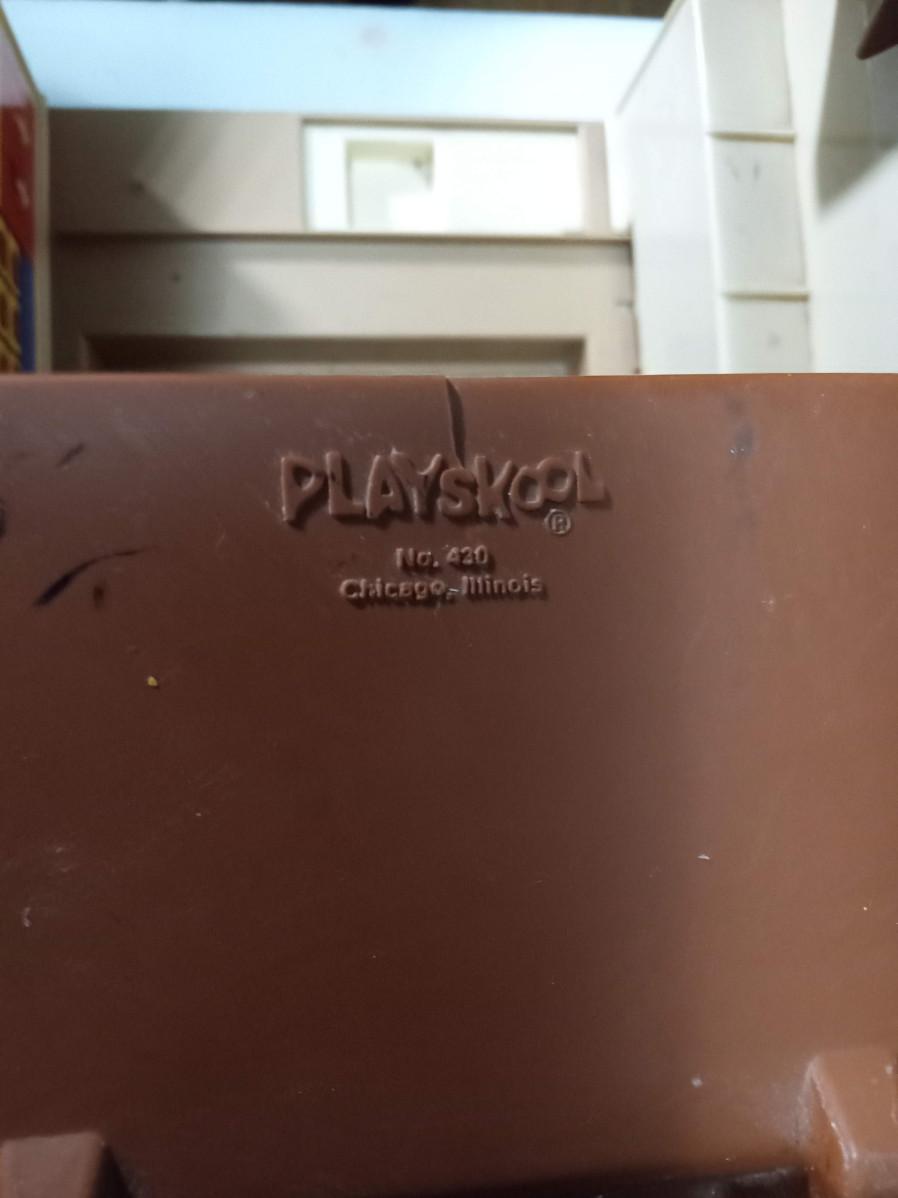 PLAYSKOOL
®
No. 420
Chicago, Illinois